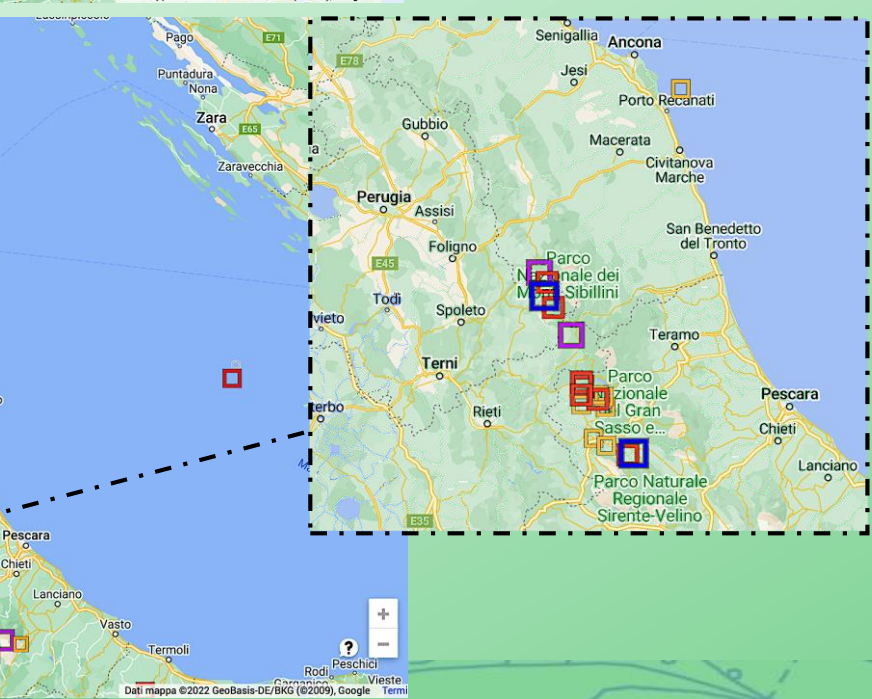 Pago
E71
Puntadura
Nona
Zara
E65
Zaravecchia
Senigallia
Ancona
E78
Jesi
Porto Recanati
Gubbio
Macerata
Civitanova
Marche
Perugia
Assisi
San Benedetto
del Tronto
Foligno
E45
Parco
Nazionale dei
Monti Sibillini
Todi
Spoleto
Teramo
Terni
Parco
Nazionale
del Gran
Sasso e...
Rieti
Pescara
Chieti
Lanciano
Parco Naturale
Regionale
Sirente-Velino
E35
Pescara
Chieti
Lanciano
Vasto
Termoli
+
−
?
Rodi
Garganico
Peschici
Vieste
Dati mappa ©2022 GeoBasis-DE/BKG (©2009), Google
Termi